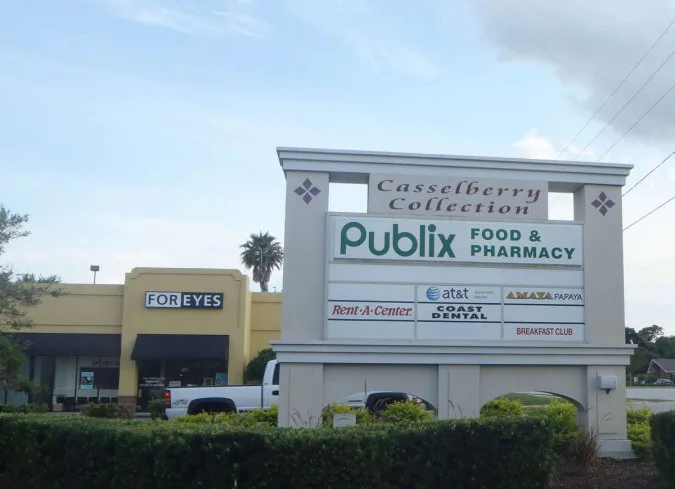 Casselberry
Collection
Publix FOOD &
PHARMACY
FOR EYES
at&t
AMAYA PAPAYA
Rent-A-Center
COAST
DENTAL
BREAKFAST CLUB